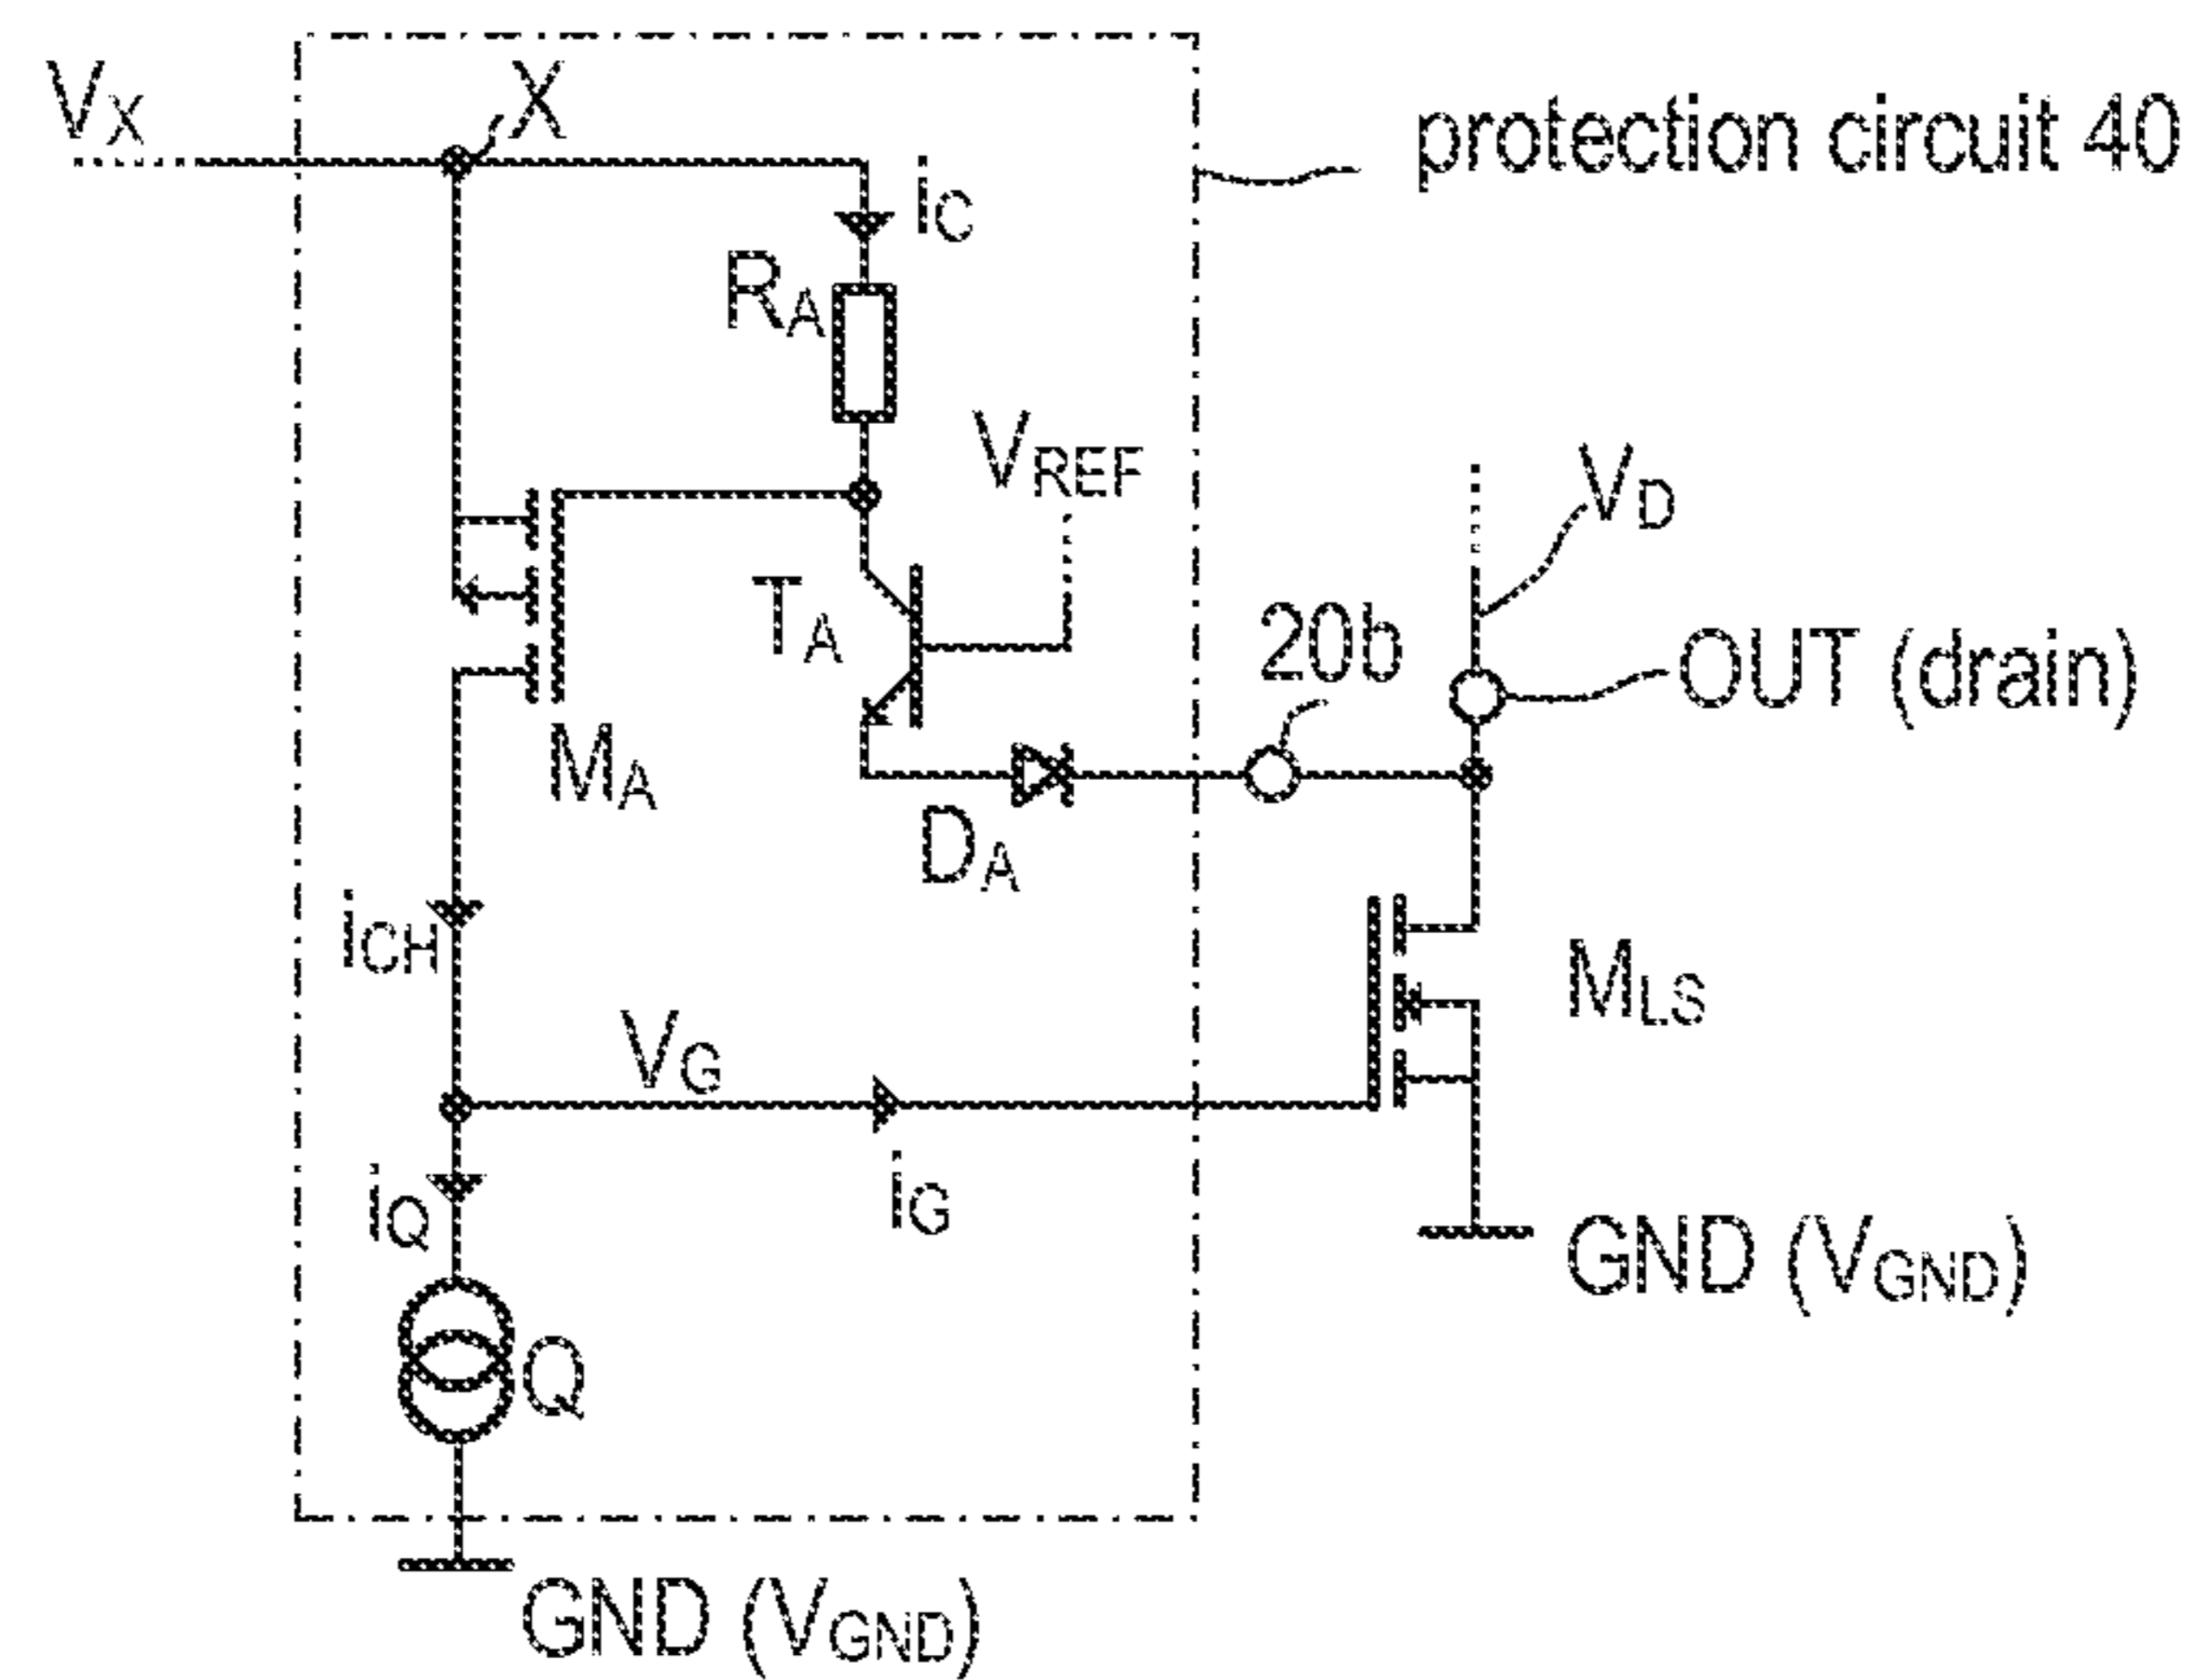 VX
X
protection circuit 40
iC
RA
VREF
VD
TA
20b
OUT (drain)
MA
DA
iCH
MLS
VG
iQ
iG
GND (VGND)
Q
GND (VGND)